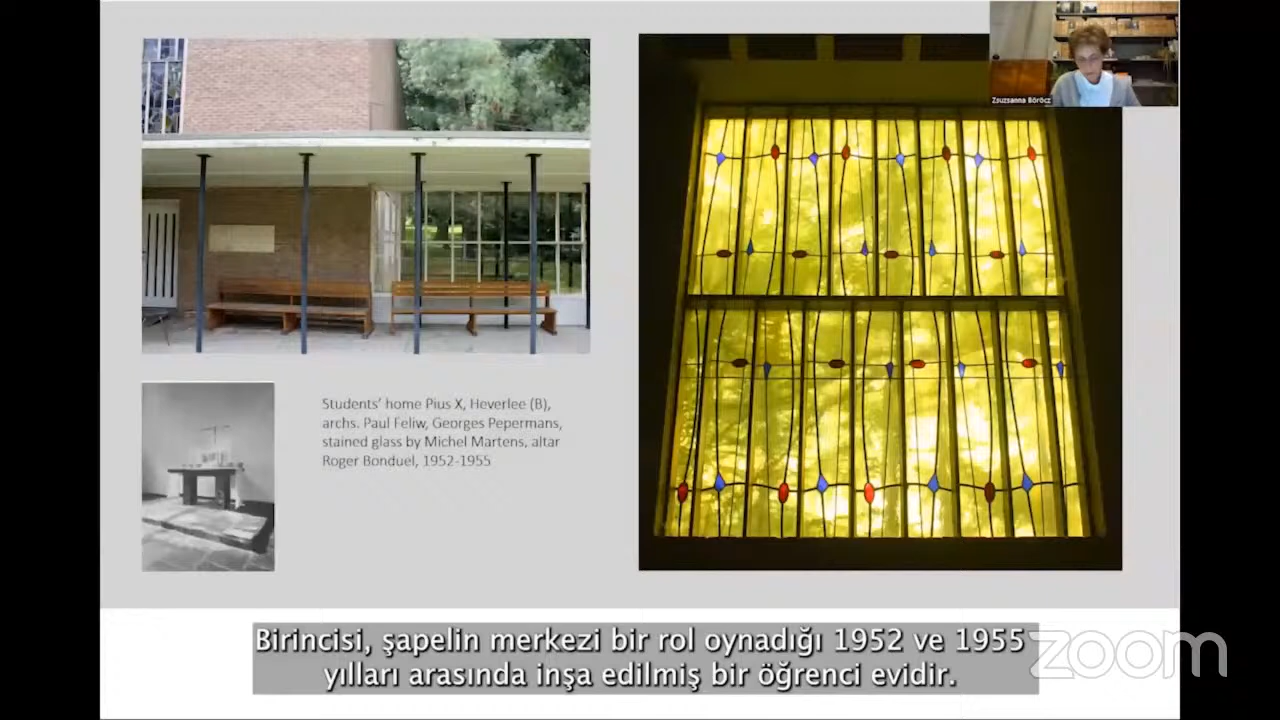 Zsuzsanna Böröcz
Students' home Pius X, Heverlee (B),
archs. Paul Feliw, Georges Pepermans,
stained glass by Michel Martens, altar
Roger Bonduel, 1952-1955
Birincisi, şapelin merkezi bir rol oynadığı 1952 ve 1955
yılları arasında inşa edilmiş bir öğrenci evidir.
zoom